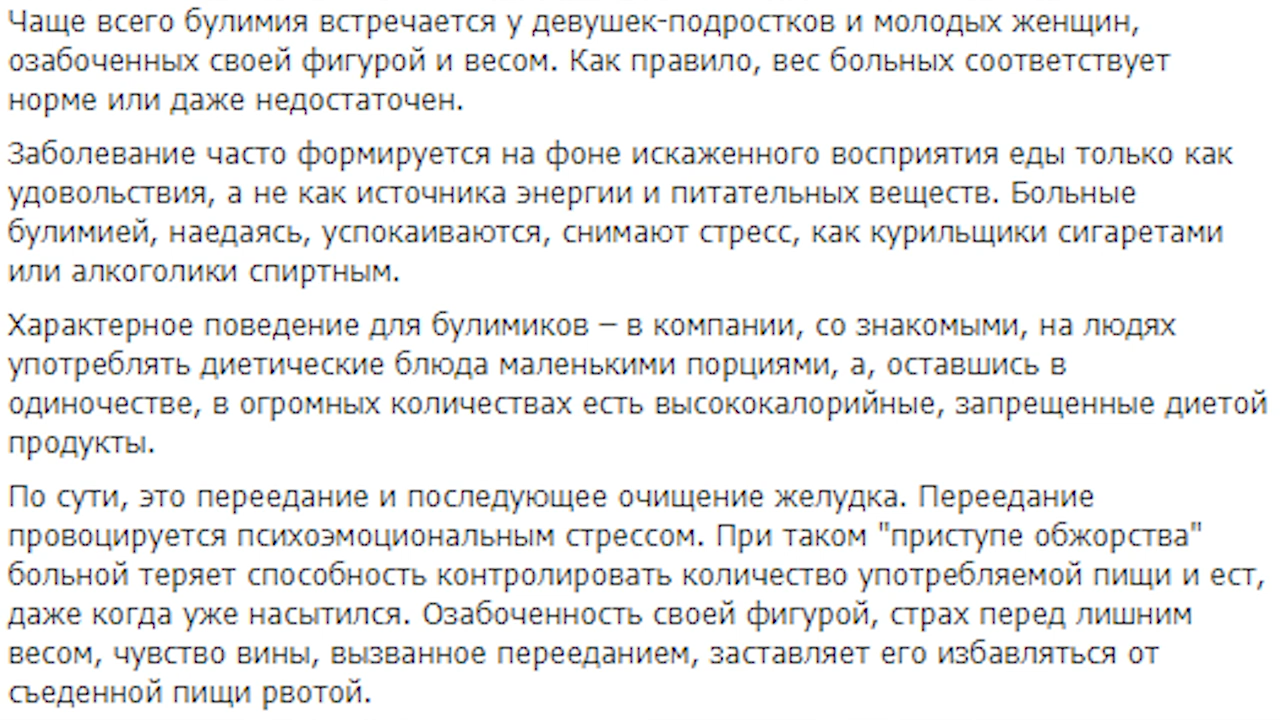 Чаще всего булимия встречается у девушек-подростков и молодых женщин,
озабоченных своей фигурой и весом. Как правило, вес больных соответствует
норме или даже недостаточен.
Заболевание часто формируется на фоне искаженного восприятия еды только как
удовольствия, а не как источника энергии и питательных веществ. Больные
булимией, наедаясь, успокаиваются, снимают стресс, как курильщики сигаретами
или алкоголики спиртным.
Характерное поведение для булимиков – в компании, со знакомыми, на людях
употреблять диетические блюда маленькими порциями, а, оставшись в
одиночестве, в огромных количествах есть высококалорийные, запрещенные диетой
продукты.
По сути, это переедание и последующее очищение желудка. Переедание
провоцируется психоэмоциональным стрессом. При таком "приступе обжорства"
больной теряет способность контролировать количество употребляемой пищи и ест,
даже когда уже насытился. Озабоченность своей фигурой, страх перед лишним
весом, чувство вины, вызванное перееданием, заставляет его избавляться от
съеденной пищи рвотой.